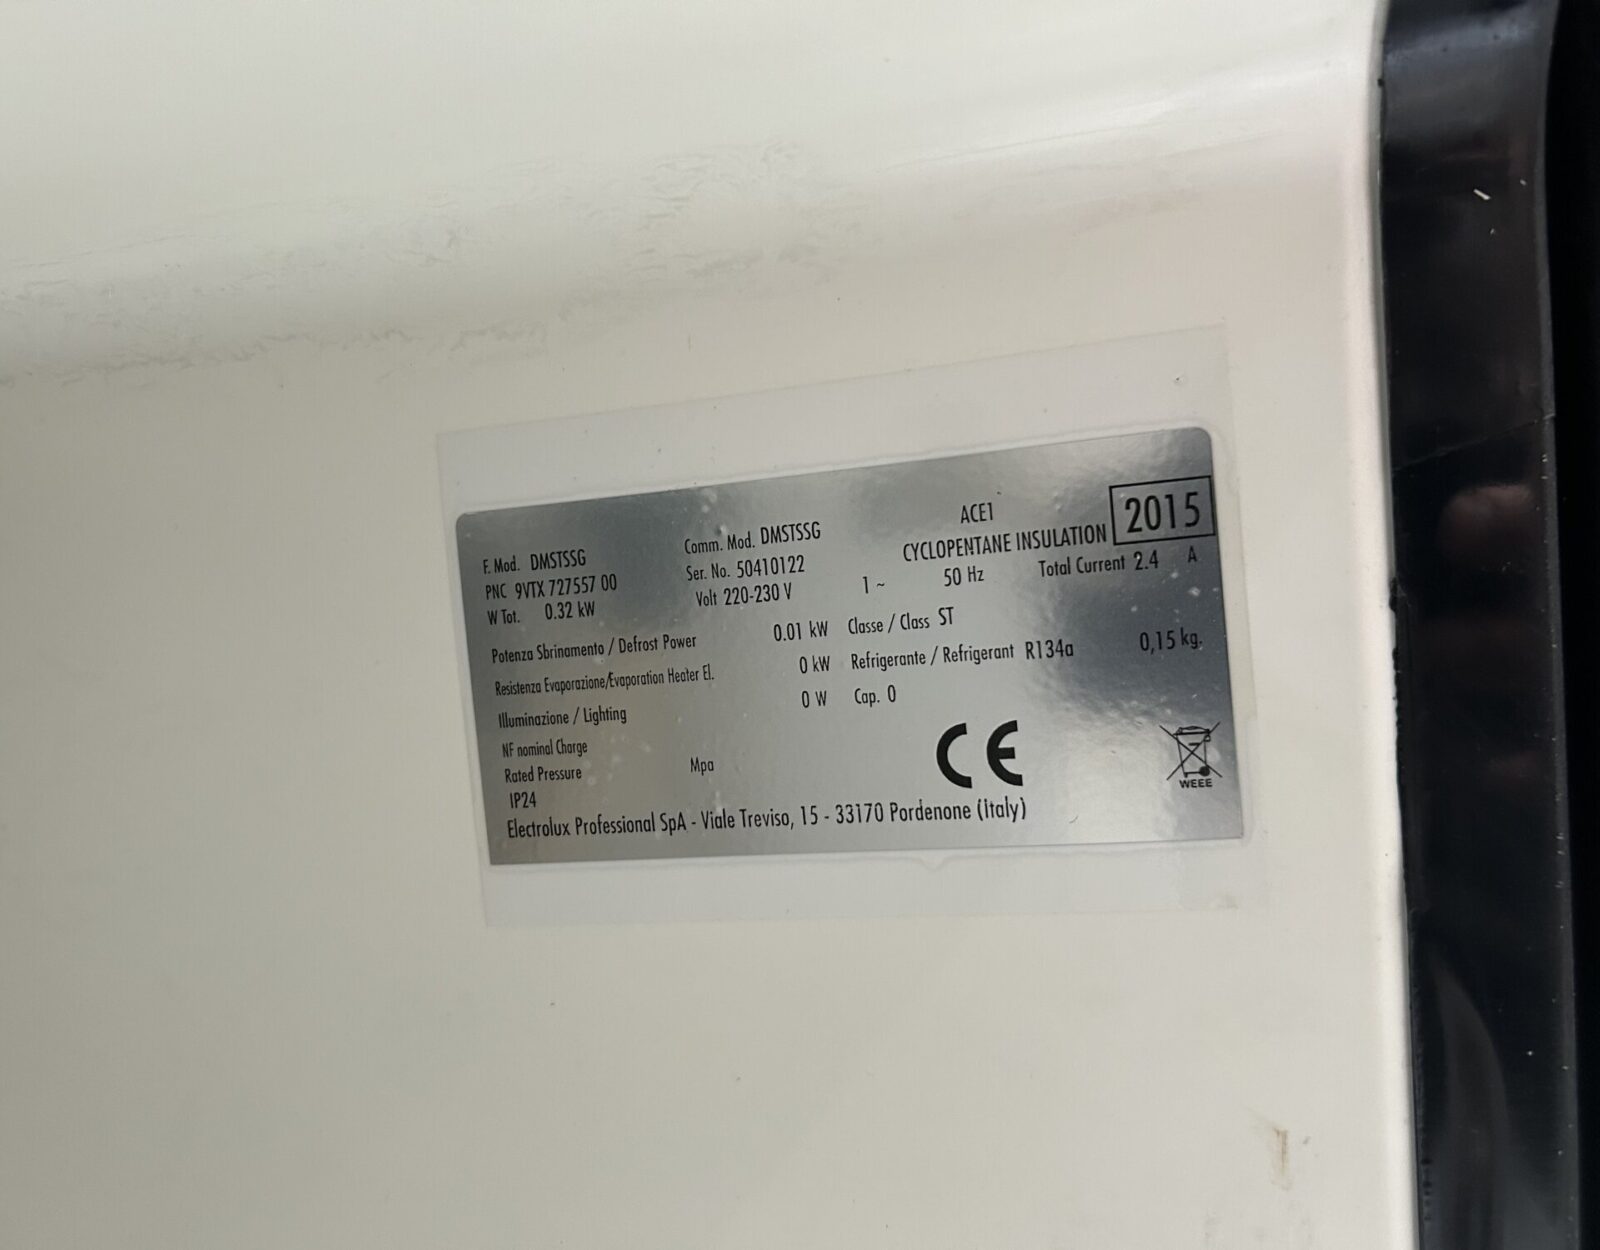 ACE1
2015
F. Mod. DMSTSSG Comm. Mod. DMSTSSG CYCLOPENTANE INSULATION
PNC 9VTX 727557 00 Ser. No. 50410122
W Tot. 0.32 kW Volt 220-230 V 1 ~ 50 Hz Total Current 2.4 A
Potenza Sbrinamento / Defrost Power 0.01 kW Classe / Class ST
Resistenza Evaporazione/Evaporation Heater El. 0 kW Refrigerante / Refrigerant R134a 0,15 kg.
Illuminazione / Lighting 0 W Cap. 0
NF nominal Charge
Rated Pressure Mpa
IP24
CE
WEEE
Electrolux Professional SpA - Viale Treviso, 15 - 33170 Pordenone (Italy)